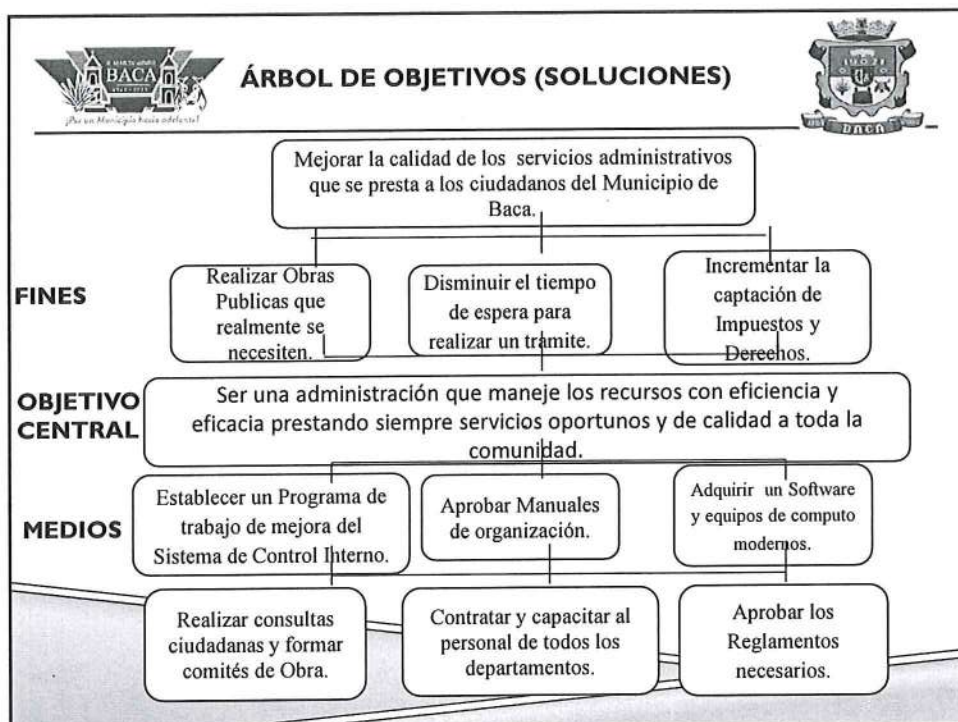 BACA
¡Por un Municipio hacia adelante!
ÁRBOL DE OBJETIVOS (SOLUCIONES)
BACA
Mejorar la calidad de los servicios administrativos
que se presta a los ciudadanos del Municipio de
Baca.
FINES
Realizar Obras
Publicas que
realmente se
necesiten.
Disminuir el tiempo
de espera para
realizar un trámite.
Incrementar la
captación de
Impuestos y
Derechos.
OBJETIVO
CENTRAL
Ser una administración que maneje los recursos con eficiencia y
eficacia prestando siempre servicios oportunos y de calidad a toda la
comunidad.
MEDIOS
Establecer un Programa de
trabajo de mejora del
Sistema de Control Interno.
Aprobar Manuales
de organización.
Adquirir un Software
y equipos de computo
modernos.
Realizar consultas
ciudadanas y formar
comités de Obra.
Contratar y capacitar al
personal de todos los
departamentos.
Aprobar los
Reglamentos
necesarios.